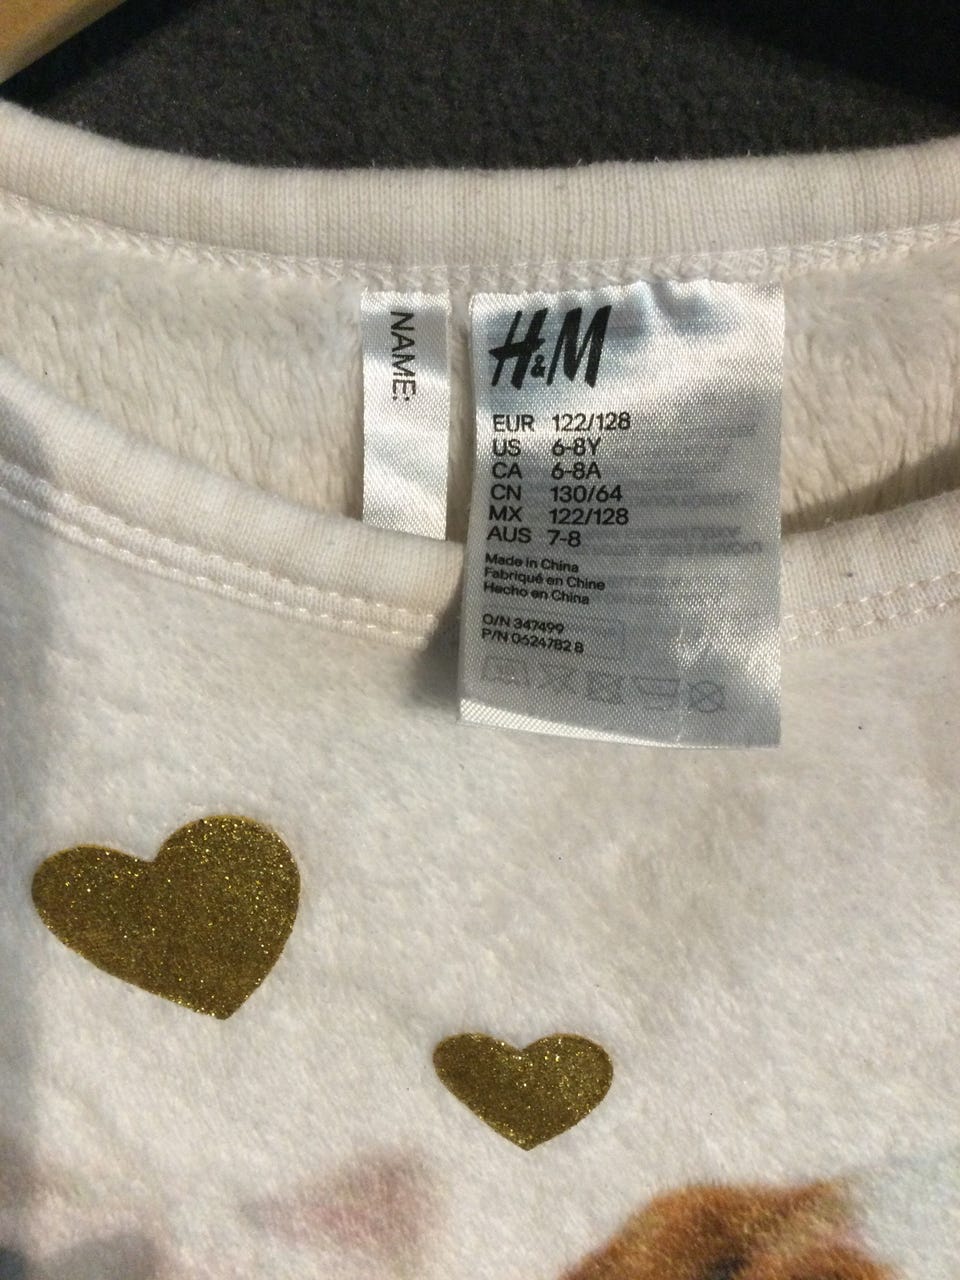 NAME:
H&M
EUR 122/128
US 6-8Y
CA 6-8A
CN 130/64
MX 122/128
AUS 7-8
Made in China
Fabriqué en Chine
Hecho en China
O/N 347499
P/N 0624782 8